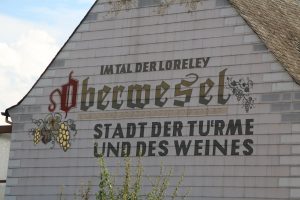 IM TAL DER LORELEY
Oberwesel
STADT DER TÜRME
UND DES WEINES